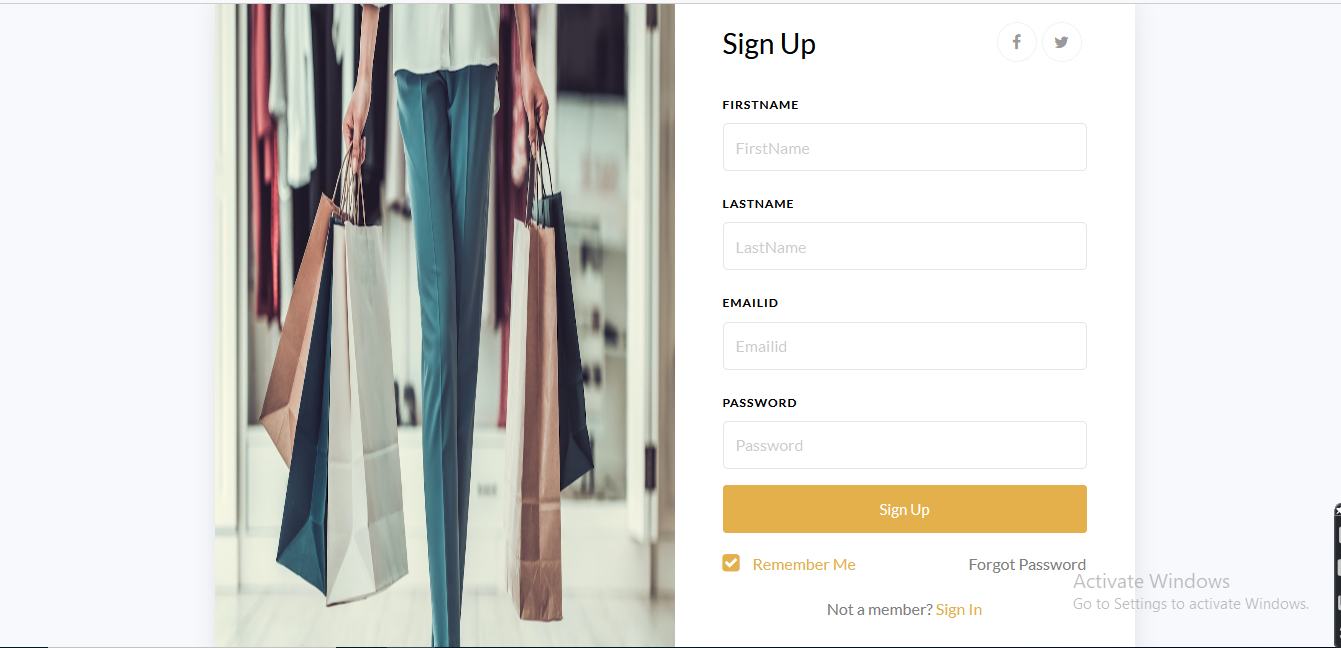 Sign Up
FIRSTNAME
FirstName
LASTNAME
LastName
EMAILID
Emailid
PASSWORD
Password
Sign Up
Remember Me
Forgot Password
Activate Windows
Go to Settings to activate Windows.
Not a member? Sign In